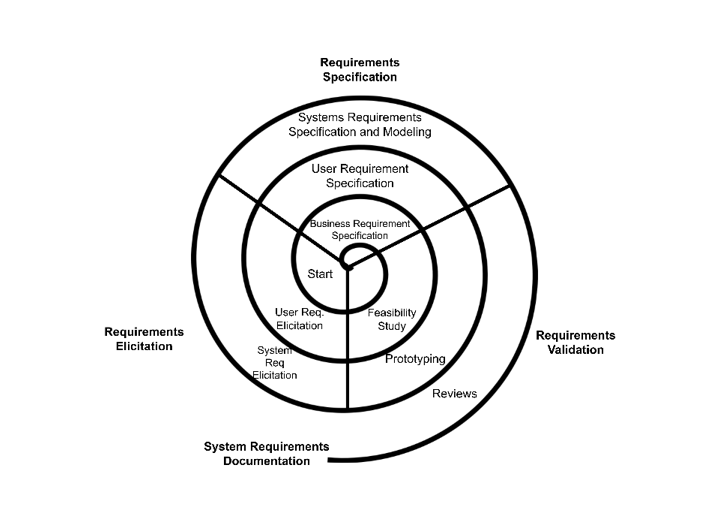 Requirements
Specification
Systems Requirements
Specification and Modeling
User Requirement
Specification
Business Requirement
Specification
Start
User Req.
Elicitation
Feasibility
Study
Requirements
Elicitation
Requirements
Validation
System
Req
Elicitation
Prototyping
Reviews
System Requirements
Documentation